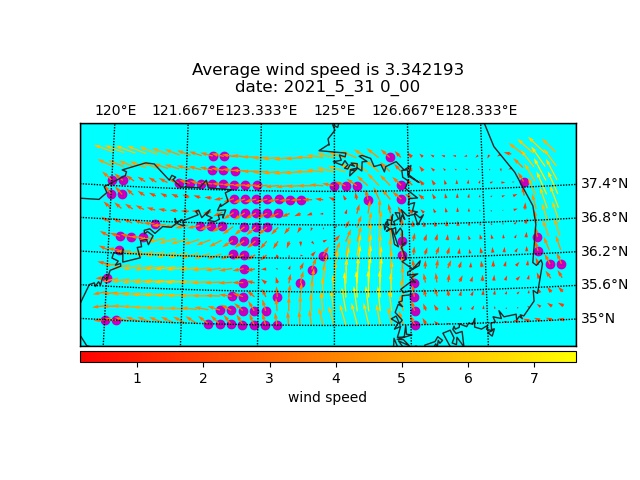 Average wind speed is 3.342193
date: 2021_5_31 0_00
120°E 121.667°E 123.333°E 125°E 126.667°E 128.333°E
37.4°N
36.8°N
36.2°N
35.6°N
35°N
1 2 3 4 5 6 7
wind speed